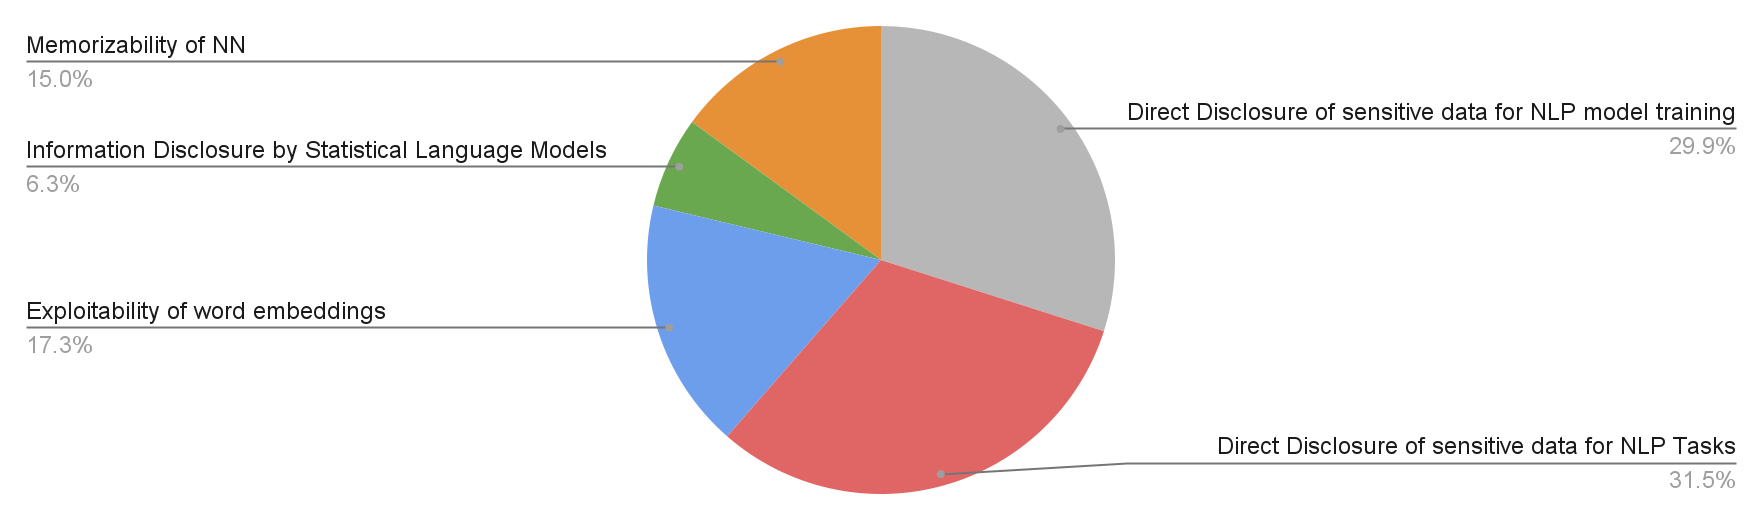 Memorizability of NN
15.0%
Information Disclosure by Statistical Language Models
6.3%
Exploitability of word embeddings
17.3%
Direct Disclosure of sensitive data for NLP model training
29.9%
Direct Disclosure of sensitive data for NLP Tasks
31.5%